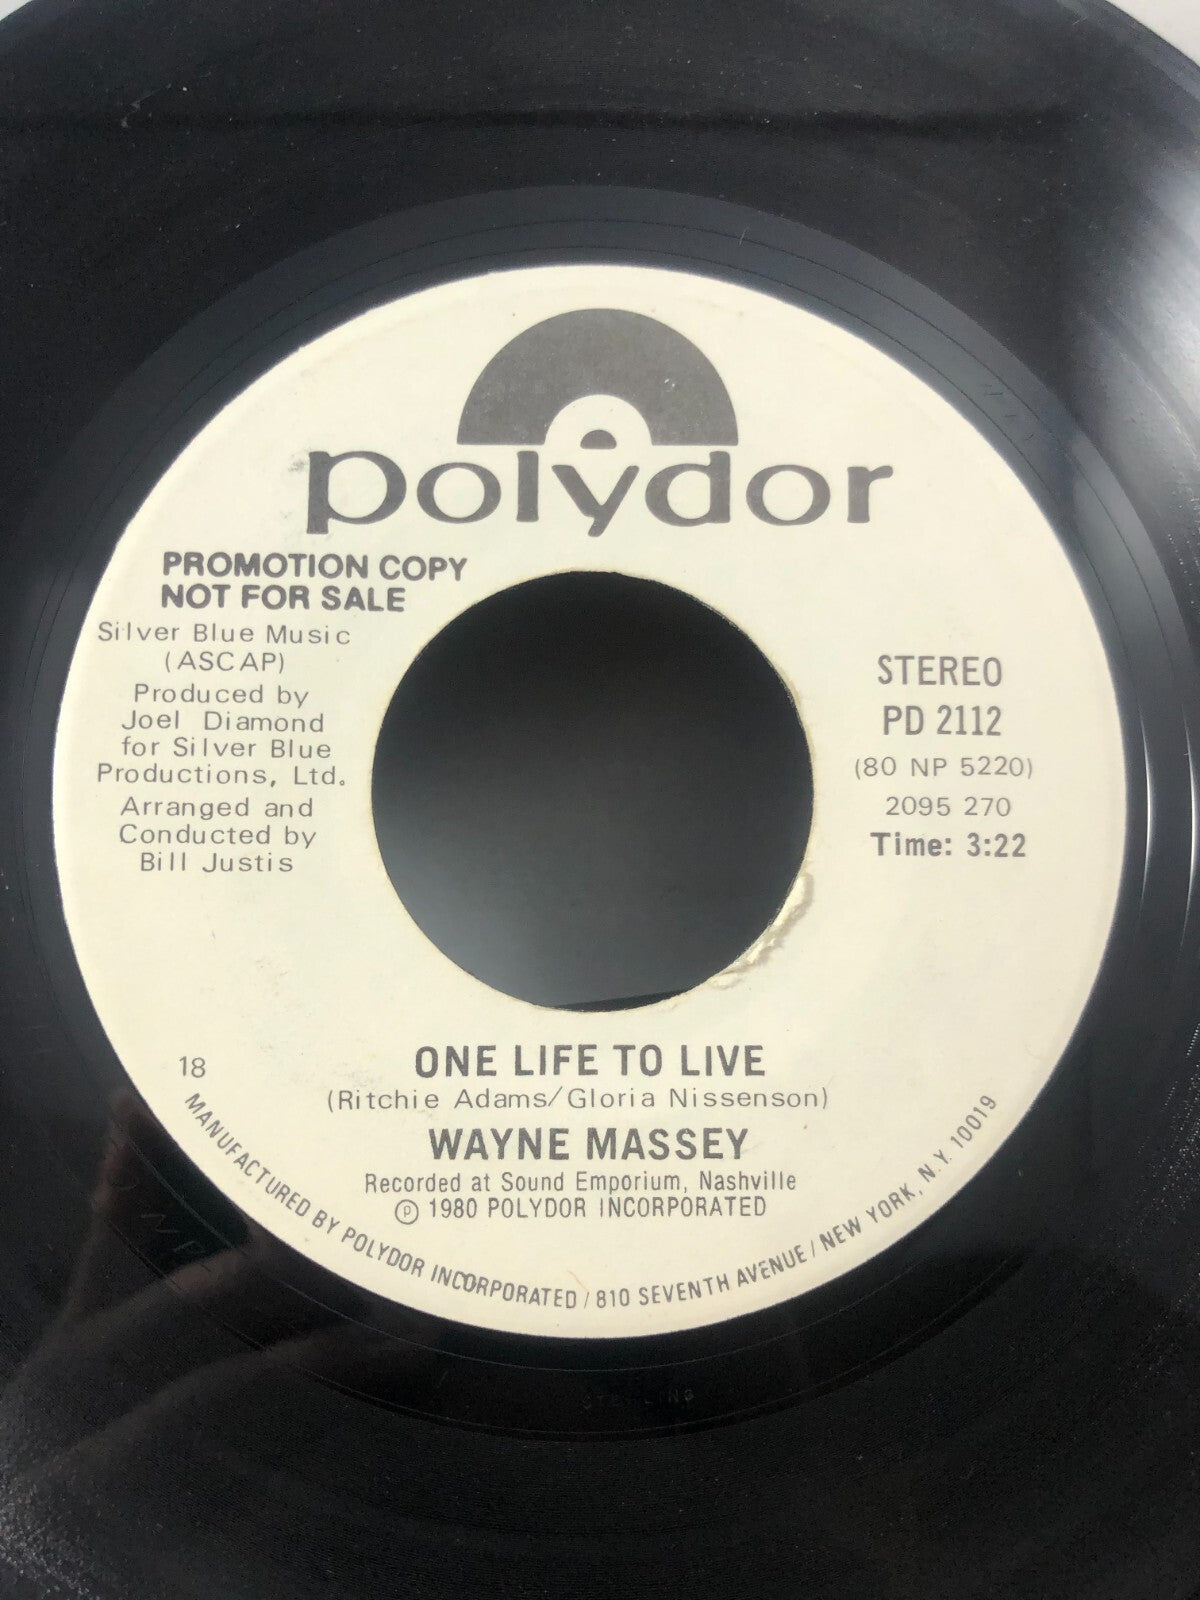 polydor
PROMOTION COPY
NOT FOR SALE
Silver Blue Music
(ASCAP)
Produced by
Joel Diamond
for Silver Blue
Productions, Ltd.
Arranged and
Conducted by
Bill Justis
STEREO
PD 2112
(80 NP 5220)
2095 270
Time: 3:22
18
ONE LIFE TO LIVE
(Ritchie Adams/Gloria Nissenson)
WAYNE MASSEY
Recorded at Sound Emporium, Nashville
Ⓟ 1980 POLYDOR INCORPORATED
MANUFACTURED BY POLYDOR INCORPORATED / 810 SEVENTH AVENUE / NEW YORK, N.Y. 10019
STERLING